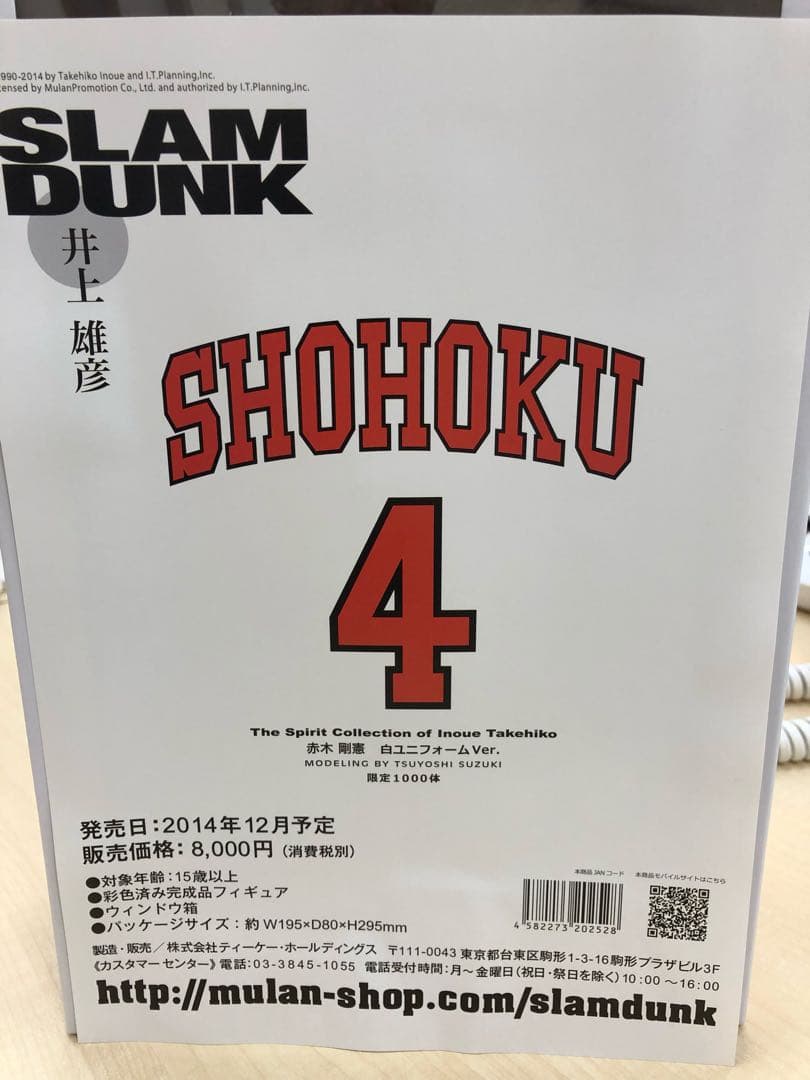 990-2014 by Takehiko Inoue and I.T.Planning,Inc.
ensed by MulanPromotion Co., Ltd. and authorized by I.T.Planning,Inc.
SLAM
DUNK
井上雄彦
SHOHOKU
4
The Spirit Collection of Inoue Takehiko
赤木 剛憲　白ユニフォームVer.
MODELING BY TSUYOSHI SUZUKI
限定1000体
発売日：2014年12月予定
販売価格：8,000円（消費税別）
●対象年齢：15歳以上
●彩色済み完成品フィギュア
●ウィンドウ箱
●パッケージサイズ：約W195×D80×H295mm
本商品JANコード
本商品モバイルサイトはこちら
4 582273 202528
製造・販売／株式会社ティーケー・ホールディングス　〒111-0043 東京都台東区駒形1-3-16駒形プラザビル3F
《カスタマーセンター》電話：03-3845-1055　電話受付時間：月～金曜日（祝日・祭日を除く）10：00～16：00
http://mulan-shop.com/slamdunk